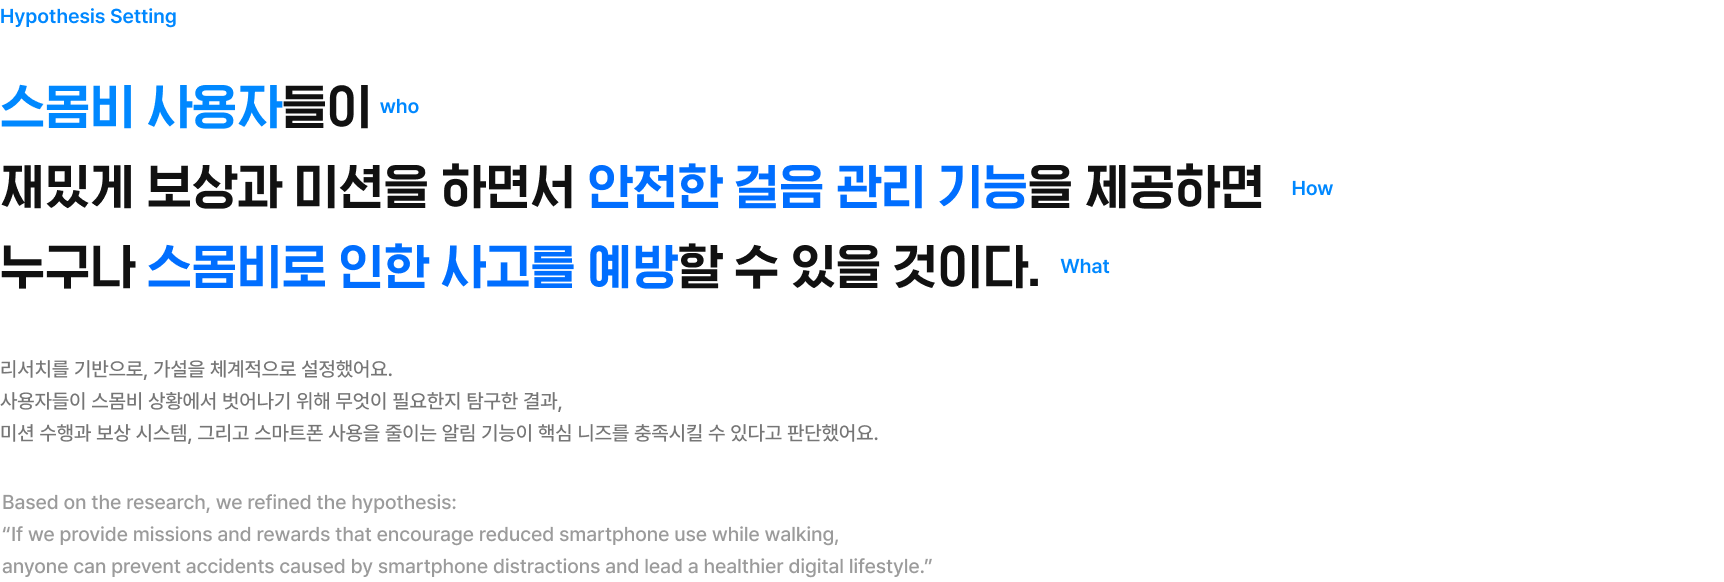 Hypothesis Setting
스몸비 사용자들이 who
재밌게 보상과 미션을 하면서 안전한 걸음 관리 기능을 제공하면 How
누구나 스몸비로 인한 사고를 예방할 수 있을 것이다. What
리서치를 기반으로, 가설을 체계적으로 설정했어요.
사용자들이 스몸비 상황에서 벗어나기 위해 무엇이 필요한지 탐구한 결과,
미션 수행과 보상 시스템, 그리고 스마트폰 사용을 줄이는 알림 기능이 핵심 니즈를 충족시킬 수 있다고 판단했어요.
Based on the research, we refined the hypothesis:
“If we provide missions and rewards that encourage reduced smartphone use while walking,
anyone can prevent accidents caused by smartphone distractions and lead a healthier digital lifestyle.”